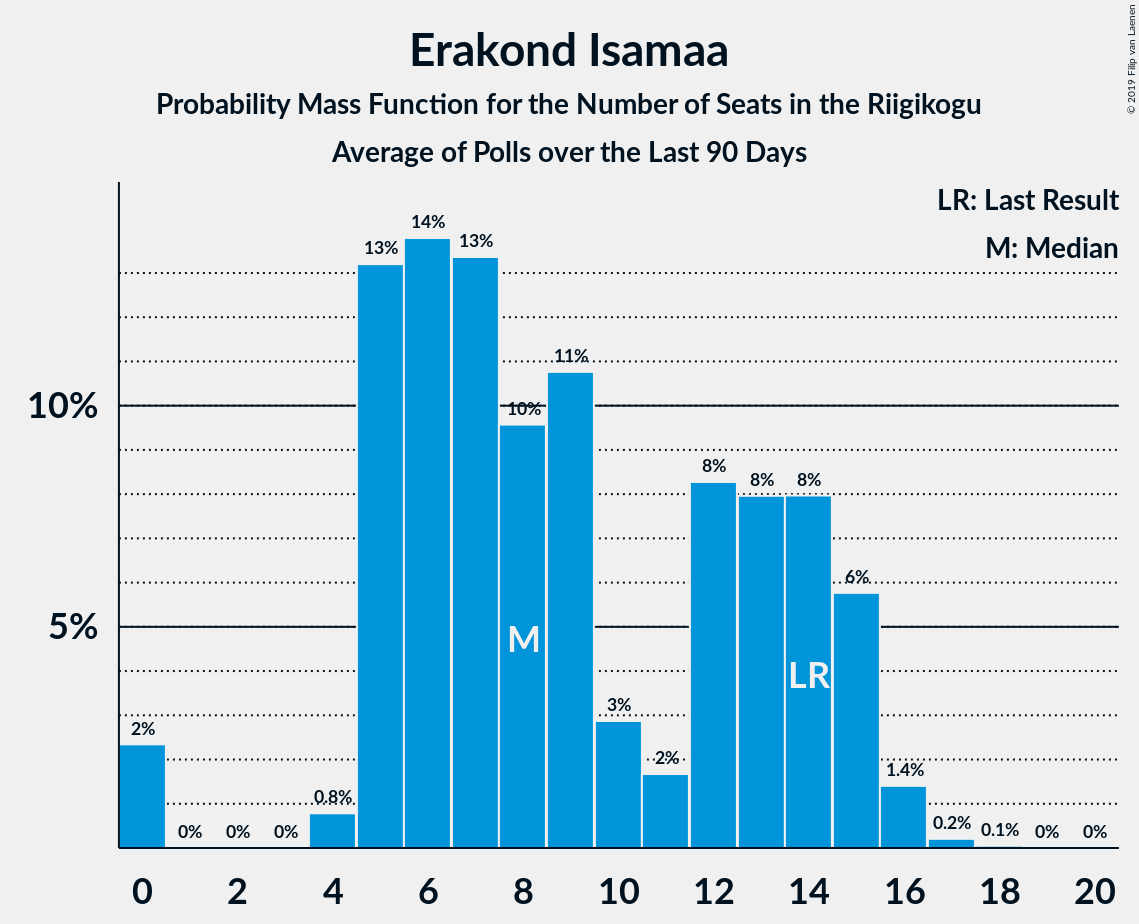 Erakond Isamaa
Probability Mass Function for the Number of Seats in the Riigikogu
Average of Polls over the Last 90 Days
© 2019 Filip van Laenen
LR: Last Result
M: Median
14%
13%
13%
11%
10%
10%
8%
8%
8%
6%
5%
M
LR
3%
2%
2%
1.4%
0.8%
0.2%
0.1%
0%
0%
0%
0%
0%
0 2 4 6 8 10 12 14 16 18 20